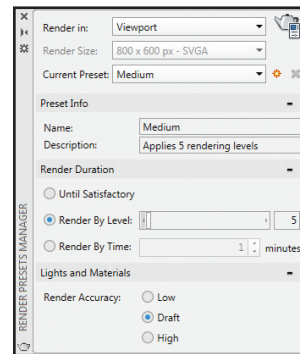 Render in: Viewport
Render Size: 800 x 600 px - SVGA
Current Preset: Medium
Preset Info
Name: Medium
Description: Applies 5 rendering levels
Render Duration
Until Satisfactory
Render By Level: 5
Render By Time: 1 minutes
Lights and Materials
Render Accuracy: Low
Draft
High
RENDER PRESETS MANAGER